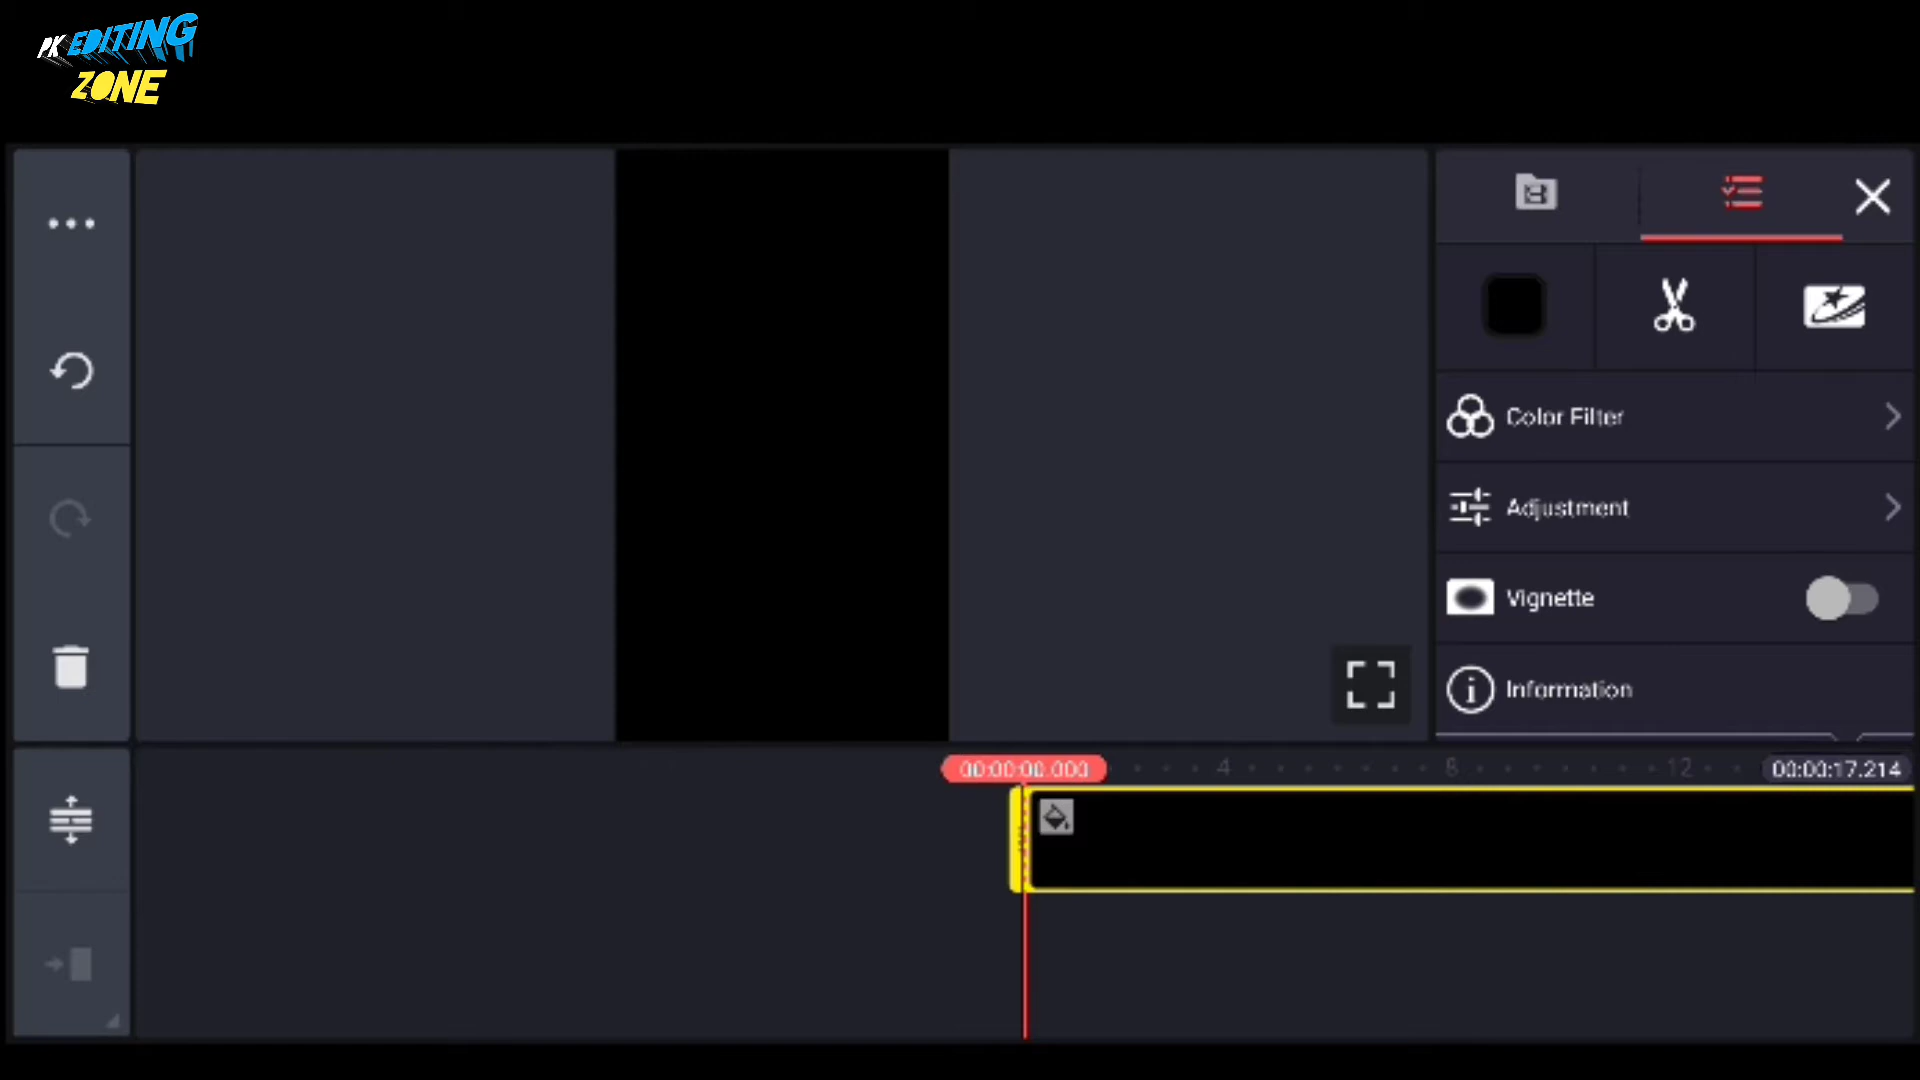 PK EDITING
ZONE
Color Filter
Adjustment
Vignette
Information
00:00:00.000
4
8
12
00:00:17.214